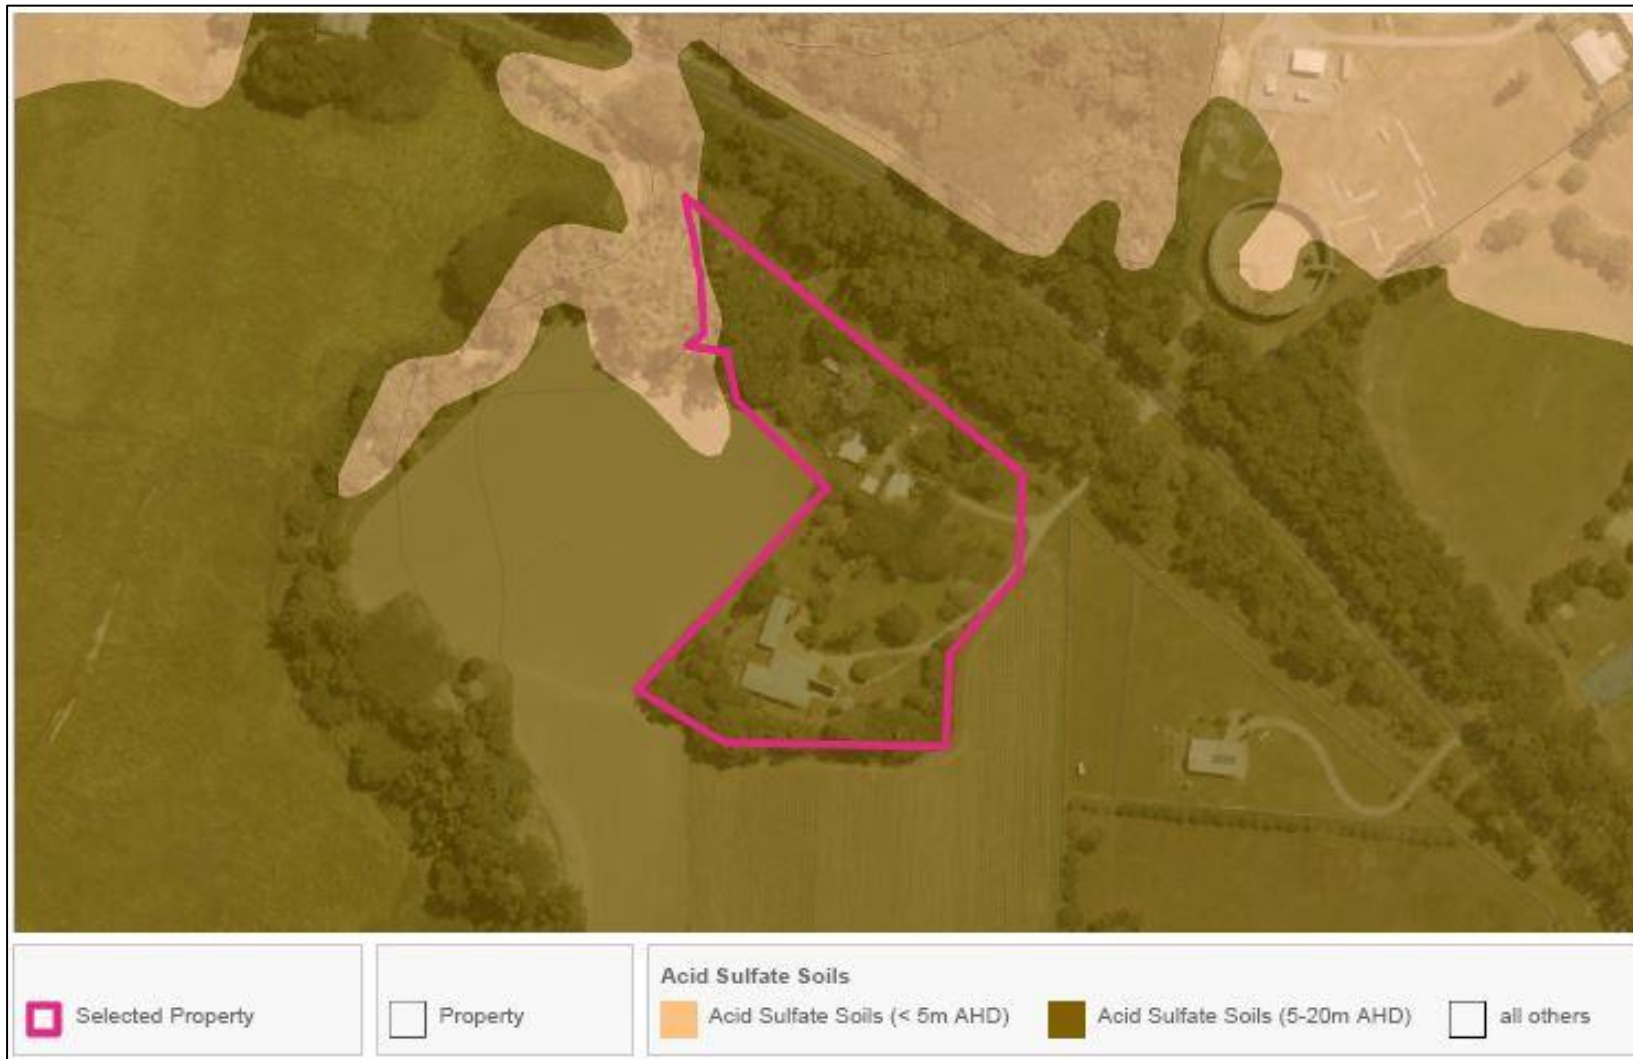 Acid Sulfate Soils
Selected Property
Property
Acid Sulfate Soils (< 5m AHD)
Acid Sulfate Soils (5-20m AHD)
all others